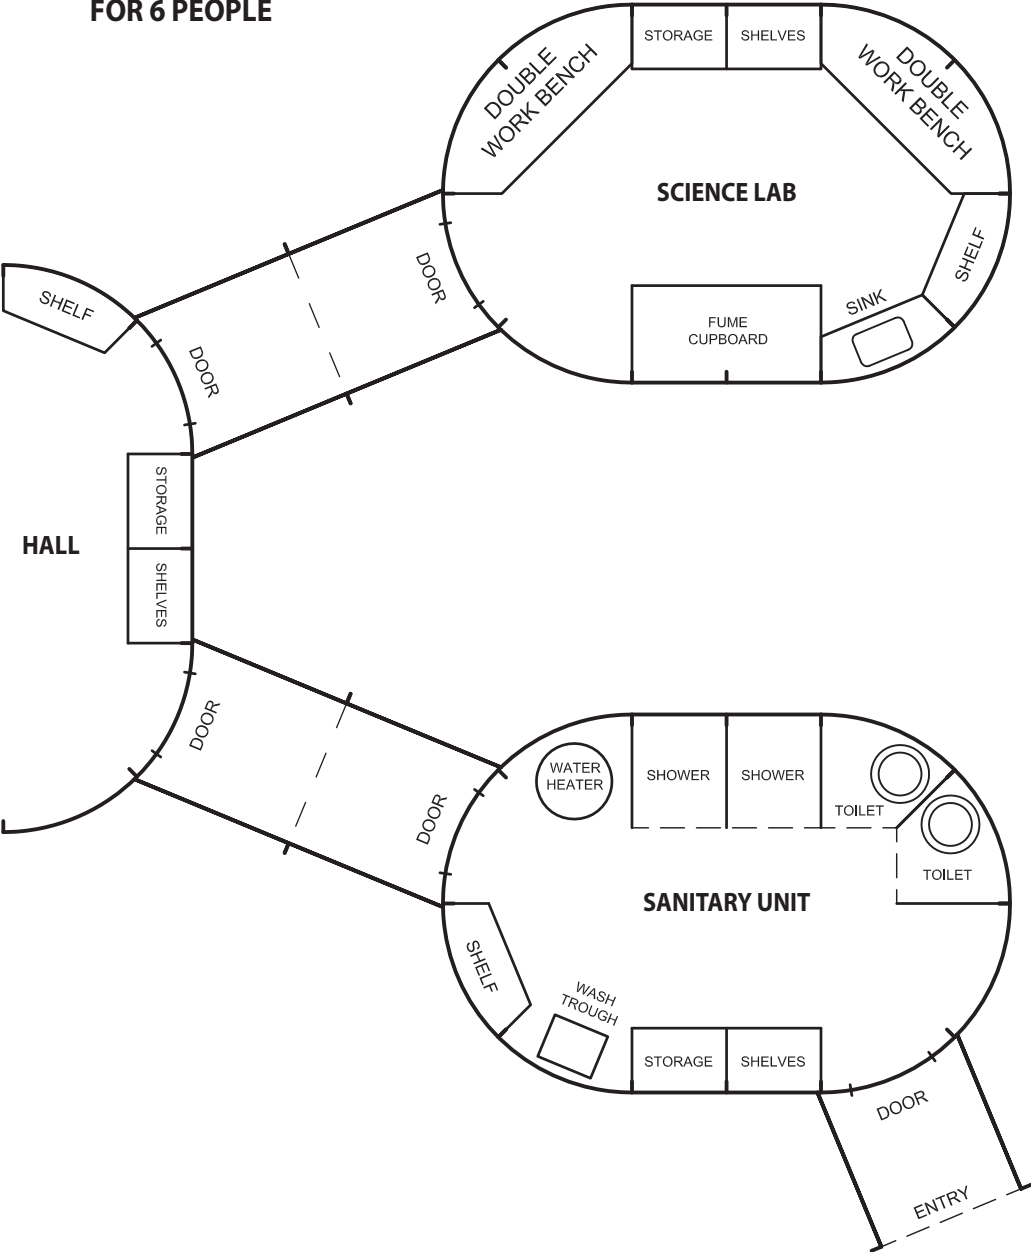 FOR 6 PEOPLE
STORAGE
SHELVES
DOUBLE
WORK BENCH
DOUBLE
WORK BENCH
SCIENCE LAB
SHELF
DOOR
SINK
FUME
CUPBOARD
SHELF
DOOR
STORAGE
HALL
SHELVES
DOOR
DOOR
WATER
HEATER
SHOWER
SHOWER
TOILET
TOILET
SANITARY UNIT
SHELF
WASH
TROUGH
STORAGE
SHELVES
DOOR
ENTRY